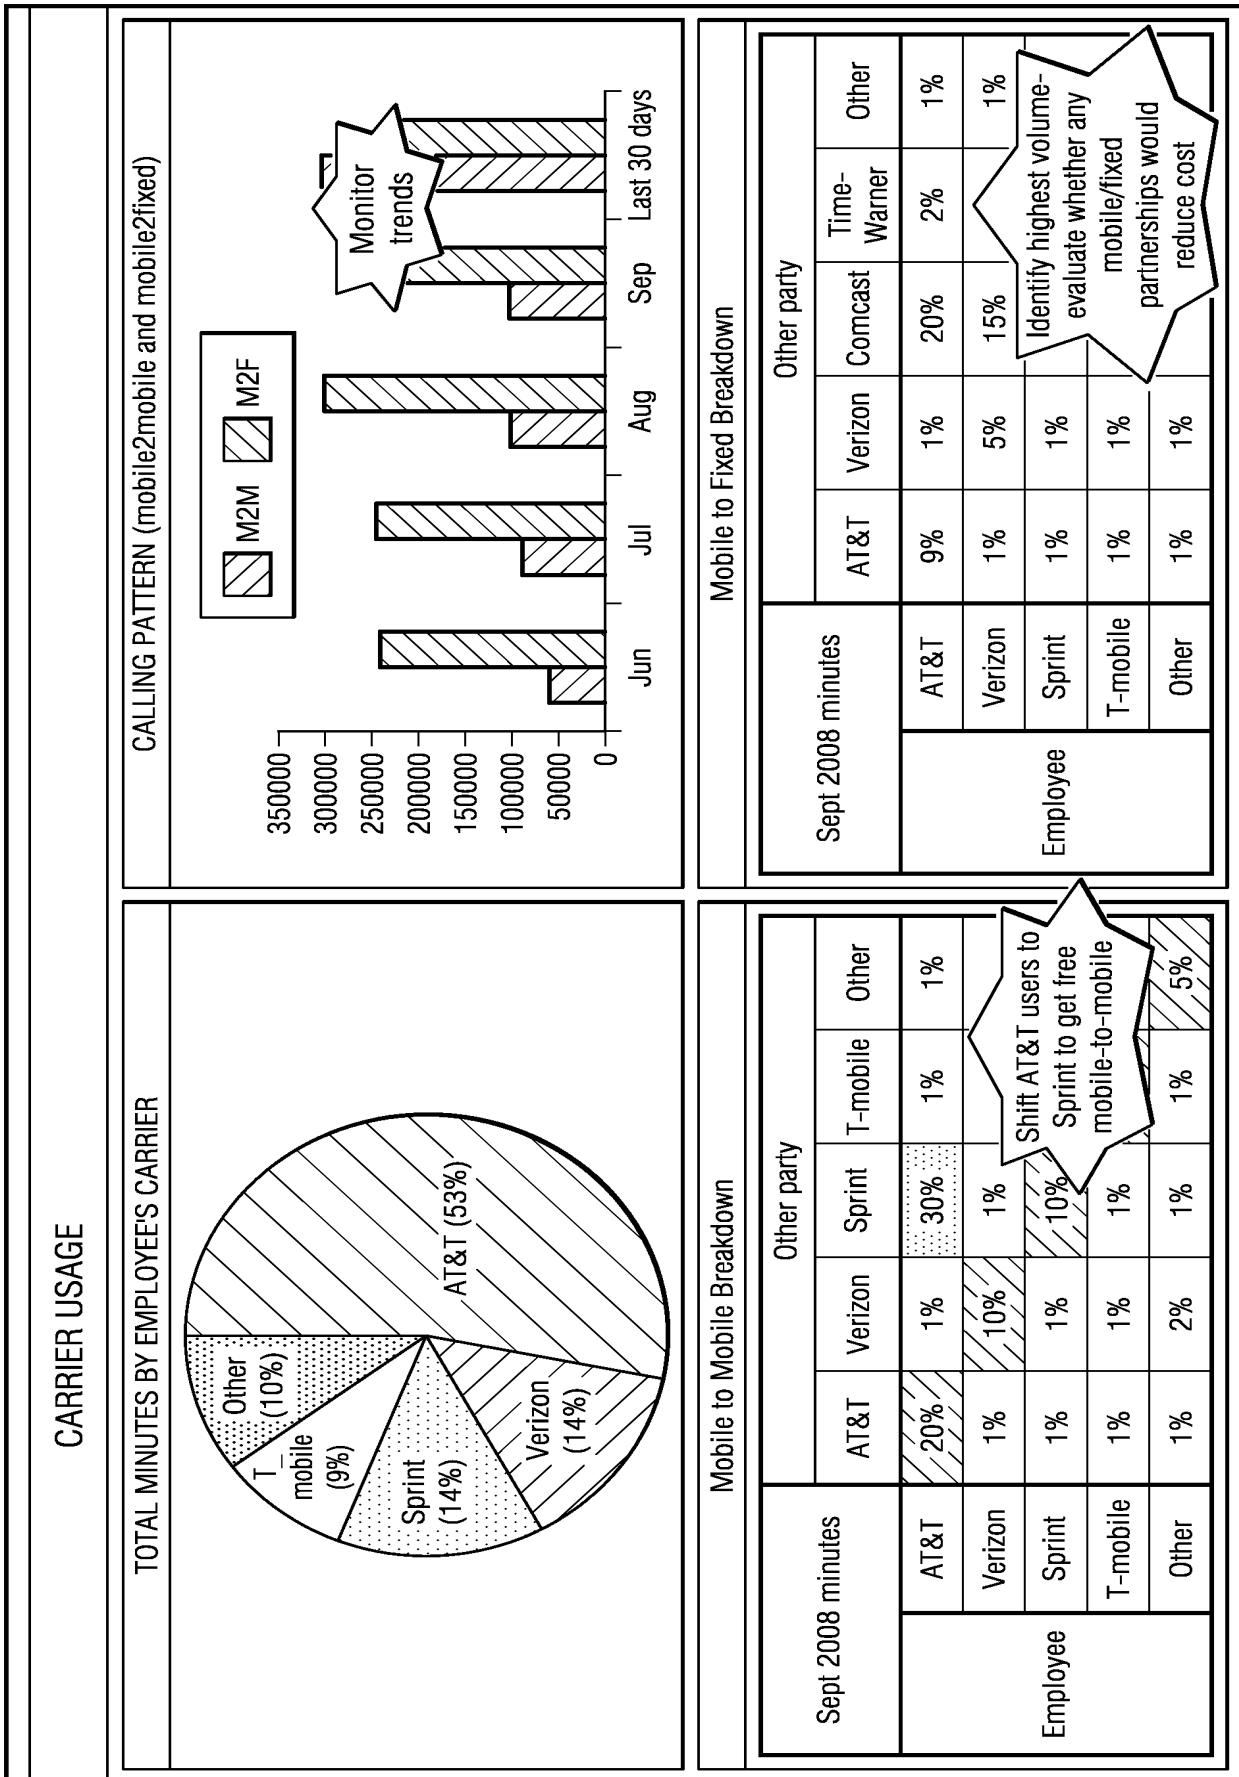 CARRIER USAGE
TOTAL MINUTES BY EMPLOYEE'S CARRIER
Other
(10%)
T_
mobile
(9%)
Sprint
(14%)
Verizon
(14%)
AT&T (53%)
CALLING PATTERN (mobile2mobile and mobile2fixed)
M2M M2F
350000
300000
250000
200000
150000
100000
50000
0
Jun Jul Aug Sep Last 30 days
Monitor
trends
Mobile to Mobile Breakdown
Sept 2008 minutes Other party
AT&T Verizon Sprint T-mobile Other
Employee
AT&T 20% 1% 30% 1% 1%
Verizon 1% 10% 1%
Sprint 1% 1% 10%
T-mobile 1% 1% 1%
Other 1% 2% 1% 1% 5%
Shift AT&T users to
Sprint to get free
mobile-to-mobile
Mobile to Fixed Breakdown
Sept 2008 minutes Other party
AT&T Verizon Comcast Time-
Warner Other
Employee
AT&T 9% 1% 20% 2% 1%
Verizon 1% 5% 15% 1%
Sprint 1% 1%
T-mobile 1% 1%
Other 1% 1%
Identify highest volume-
evaluate whether any
mobile/fixed
partnerships would
reduce cost